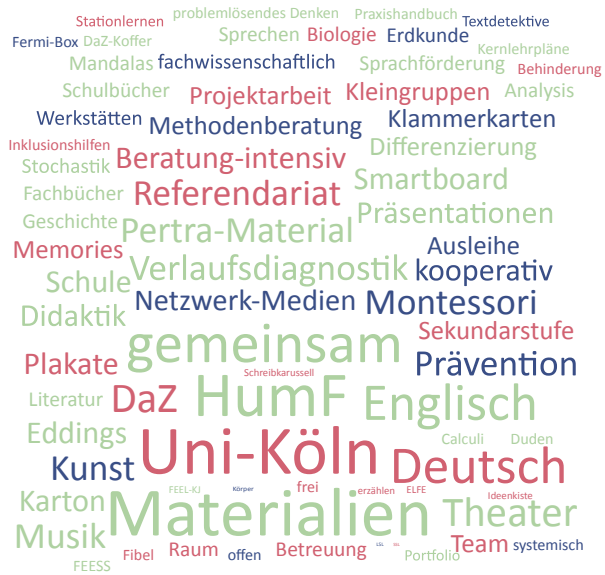 Stationlernen problemlösendes Denken Praxishandbuch Textdetektive
Fermi-Box DaZ-Koffer Sprechen Biologie Erdkunde Kernlehrpläne
Mandalas fachwissenschaftlich Sprachförderung Behinderung
Schulbücher Projektarbeit Kleingruppen Analysis
Werkstätten Methodenberatung Klammerkarten
Inklusionshilfen Beratung-intensiv Differenzierung
Stochastik
Fachbücher Referendariat Smartboard
Geschichte Pertra-Material Präsentationen
Memories Ausleihe
Schule Verlaufsdiagnostik kooperativ
Didaktik Netzwerk-Medien Montessori
gemeinsam Sekundarstufe
Plakate Schreibkarussell Prävention
Literatur DaZ HumF Englisch
Eddings Uni-Köln Calculi Duden
Kunst Deutsch
FEEL-KJ Körper frei erzählen ELFE Ideenkiste
Karton Materialien Theater
Musik
Fibel Raum offen Betreuung Portfolio Team systemisch
FEESS